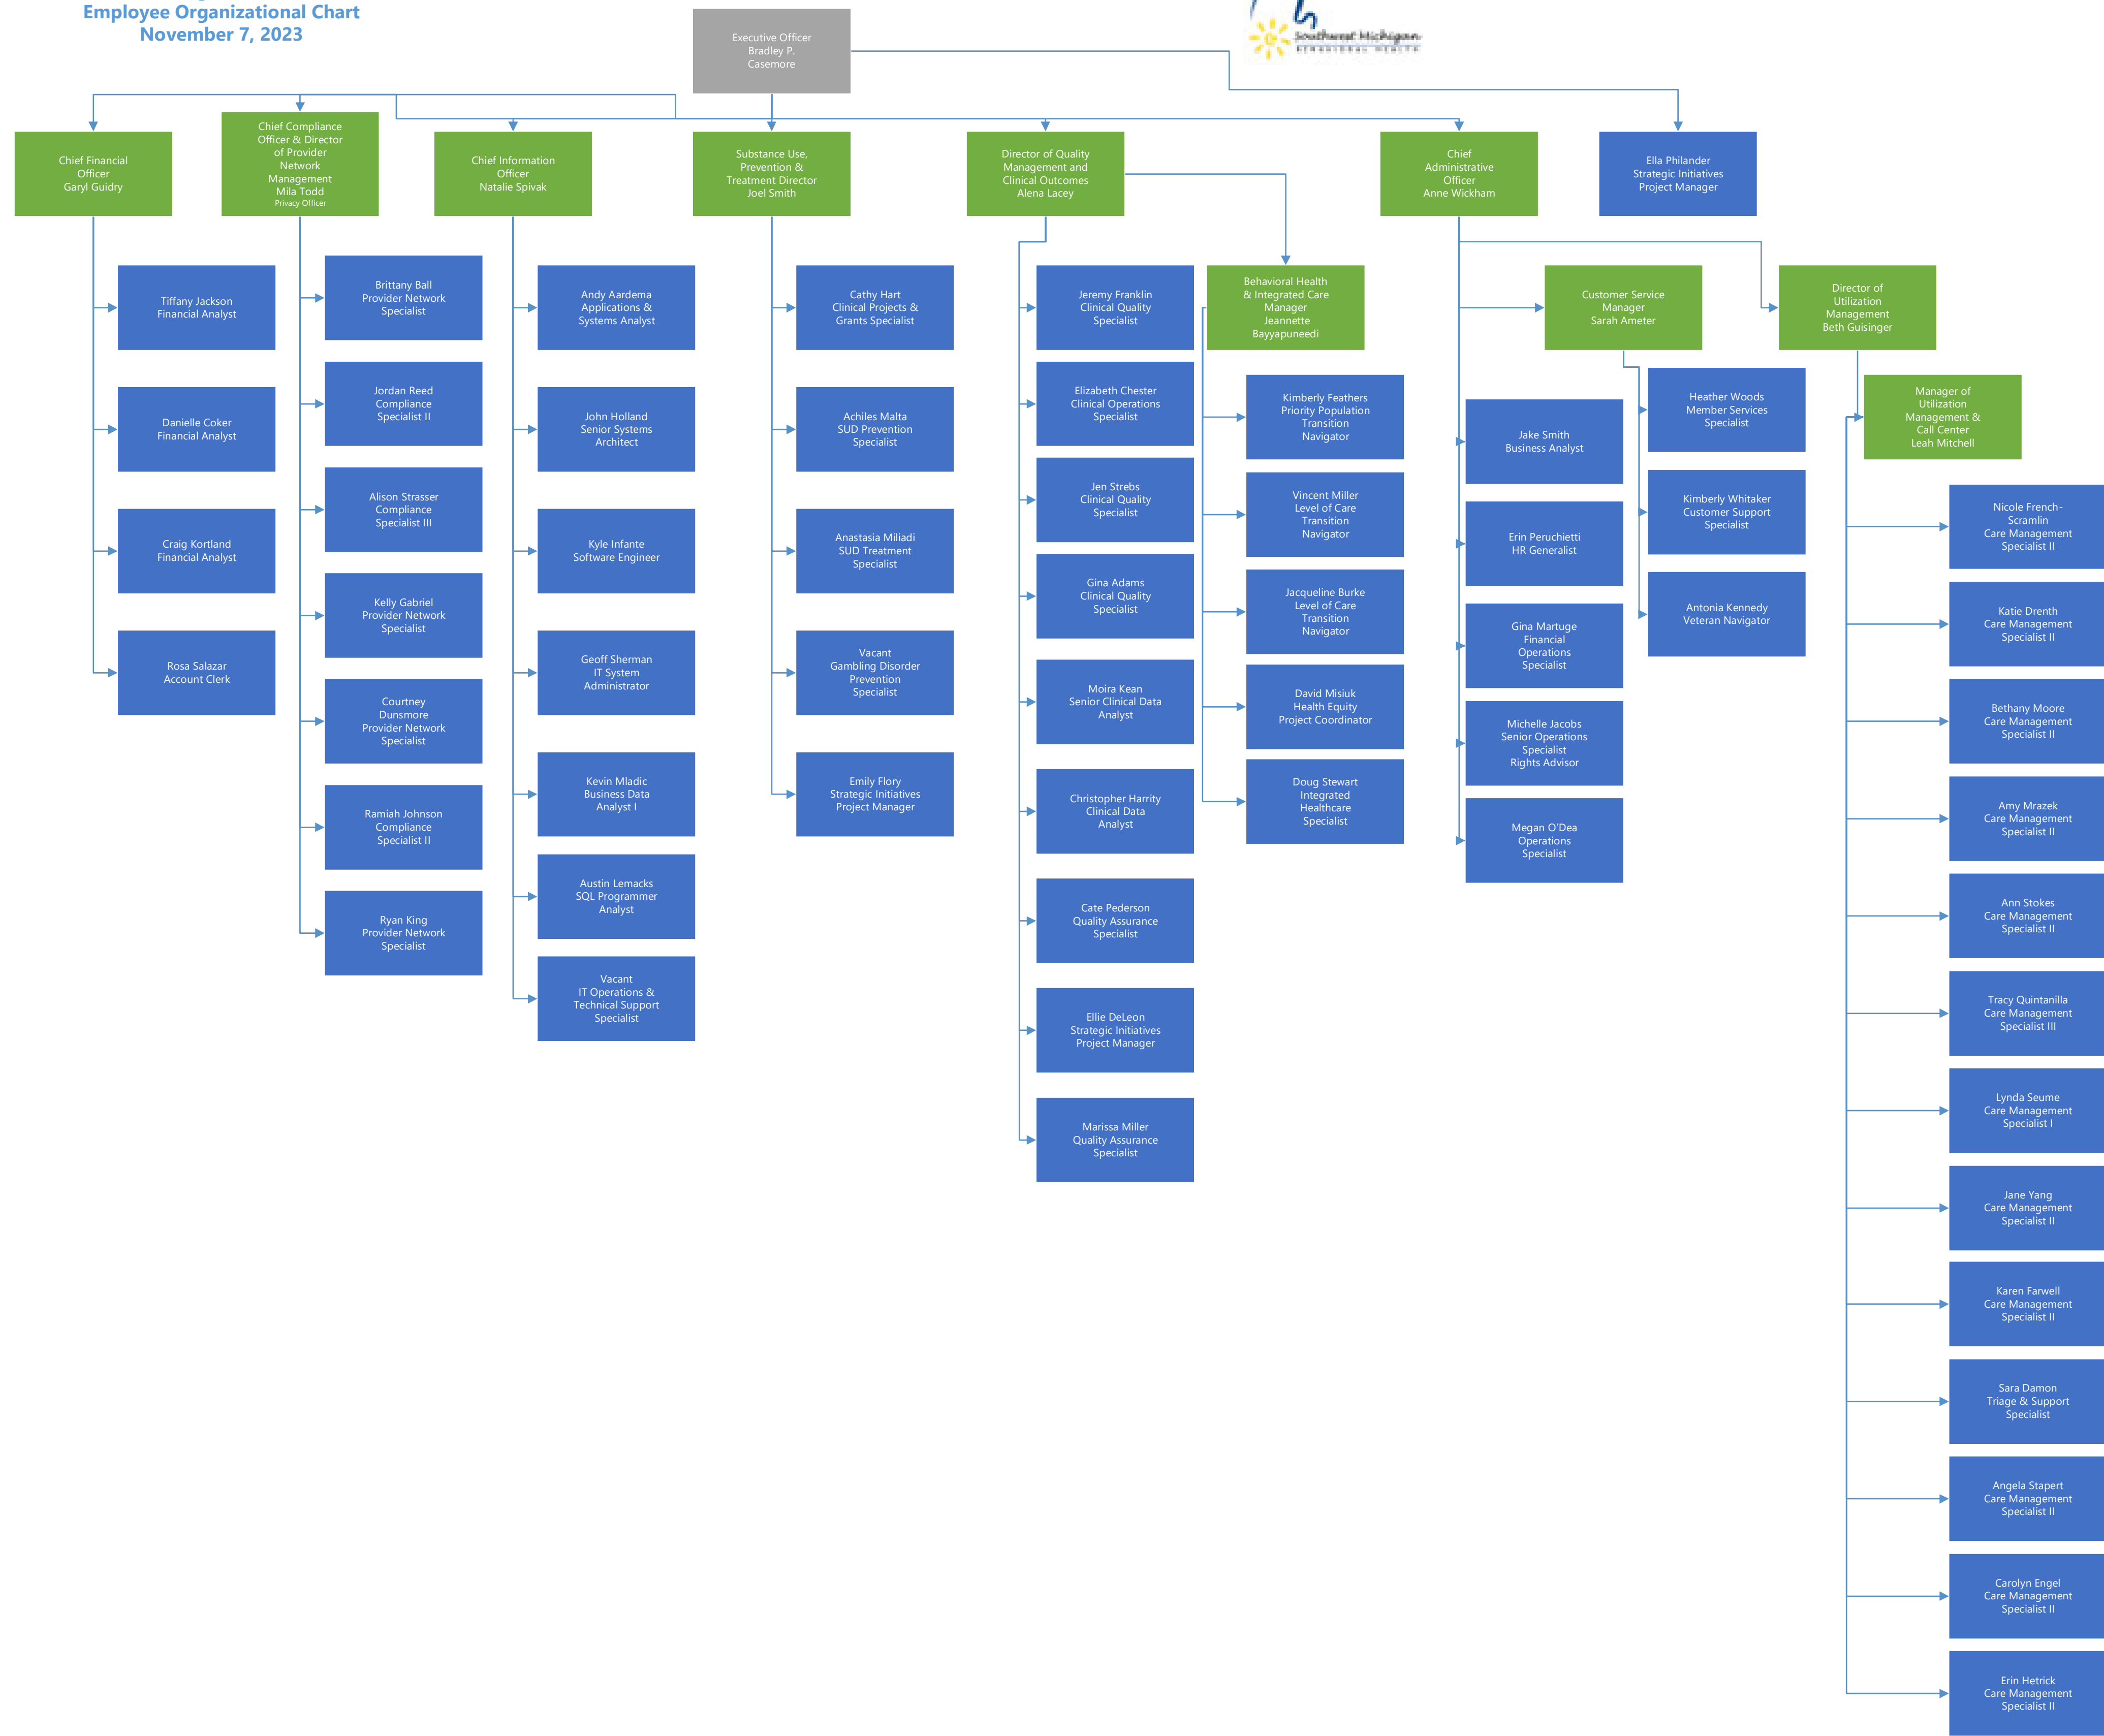 Employee Organizational Chart
November 7, 2023
Southwest Michigan
BEHAVIORAL HEALTH
Executive Officer
Bradley P.
Casemore
Chief Financial
Officer
Garyl Guidry
Chief Compliance
Officer & Director
of Provider
Network
Management
Mila Todd
Privacy Officer
Chief Information
Officer
Natalie Spivak
Substance Use,
Prevention &
Treatment Director
Joel Smith
Director of Quality
Management and
Clinical Outcomes
Alena Lacey
Chief
Administrative
Officer
Anne Wickham
Ella Philander
Strategic Initiatives
Project Manager
Tiffany Jackson
Financial Analyst
Danielle Coker
Financial Analyst
Craig Kortland
Financial Analyst
Rosa Salazar
Account Clerk
Brittany Ball
Provider Network
Specialist
Jordan Reed
Compliance
Specialist II
Alison Strasser
Compliance
Specialist III
Kelly Gabriel
Provider Network
Specialist
Courtney
Dunsmore
Provider Network
Specialist
Ramiah Johnson
Compliance
Specialist II
Ryan King
Provider Network
Specialist
Andy Aardema
Applications &
Systems Analyst
John Holland
Senior Systems
Architect
Kyle Infante
Software Engineer
Geoff Sherman
IT System
Administrator
Kevin Mladic
Business Data
Analyst I
Austin Lemacks
SQL Programmer
Analyst
Vacant
IT Operations &
Technical Support
Specialist
Cathy Hart
Clinical Projects &
Grants Specialist
Achiles Malta
SUD Prevention
Specialist
Anastasia Miliadi
SUD Treatment
Specialist
Vacant
Gambling Disorder
Prevention
Specialist
Emily Flory
Strategic Initiatives
Project Manager
Jeremy Franklin
Clinical Quality
Specialist
Elizabeth Chester
Clinical Operations
Specialist
Jen Strebs
Clinical Quality
Specialist
Gina Adams
Clinical Quality
Specialist
Moira Kean
Senior Clinical Data
Analyst
Christopher Harrity
Clinical Data
Analyst
Cate Pederson
Quality Assurance
Specialist
Ellie DeLeon
Strategic Initiatives
Project Manager
Marissa Miller
Quality Assurance
Specialist
Behavioral Health
& Integrated Care
Manager
Jeannette
Bayyapuneedi
Kimberly Feathers
Priority Population
Transition
Navigator
Vincent Miller
Level of Care
Transition
Navigator
Jacqueline Burke
Level of Care
Transition
Navigator
David Misiuk
Health Equity
Project Coordinator
Doug Stewart
Integrated
Healthcare
Specialist
Jake Smith
Business Analyst
Erin Peruchietti
HR Generalist
Gina Martuge
Financial
Operations
Specialist
Michelle Jacobs
Senior Operations
Specialist
Rights Advisor
Megan O’Dea
Operations
Specialist
Customer Service
Manager
Sarah Ameter
Heather Woods
Member Services
Specialist
Kimberly Whitaker
Customer Support
Specialist
Antonia Kennedy
Veteran Navigator
Director of
Utilization
Management
Beth Guisinger
Manager of
Utilization
Management &
Call Center
Leah Mitchell
Nicole French-
Scramlin
Care Management
Specialist II
Katie Drenth
Care Management
Specialist II
Bethany Moore
Care Management
Specialist II
Amy Mrazek
Care Management
Specialist II
Ann Stokes
Care Management
Specialist II
Tracy Quintanilla
Care Management
Specialist III
Lynda Seume
Care Management
Specialist I
Jane Yang
Care Management
Specialist II
Karen Farwell
Care Management
Specialist II
Sara Damon
Triage & Support
Specialist
Angela Stapert
Care Management
Specialist II
Carolyn Engel
Care Management
Specialist II
Erin Hetrick
Care Management
Specialist II